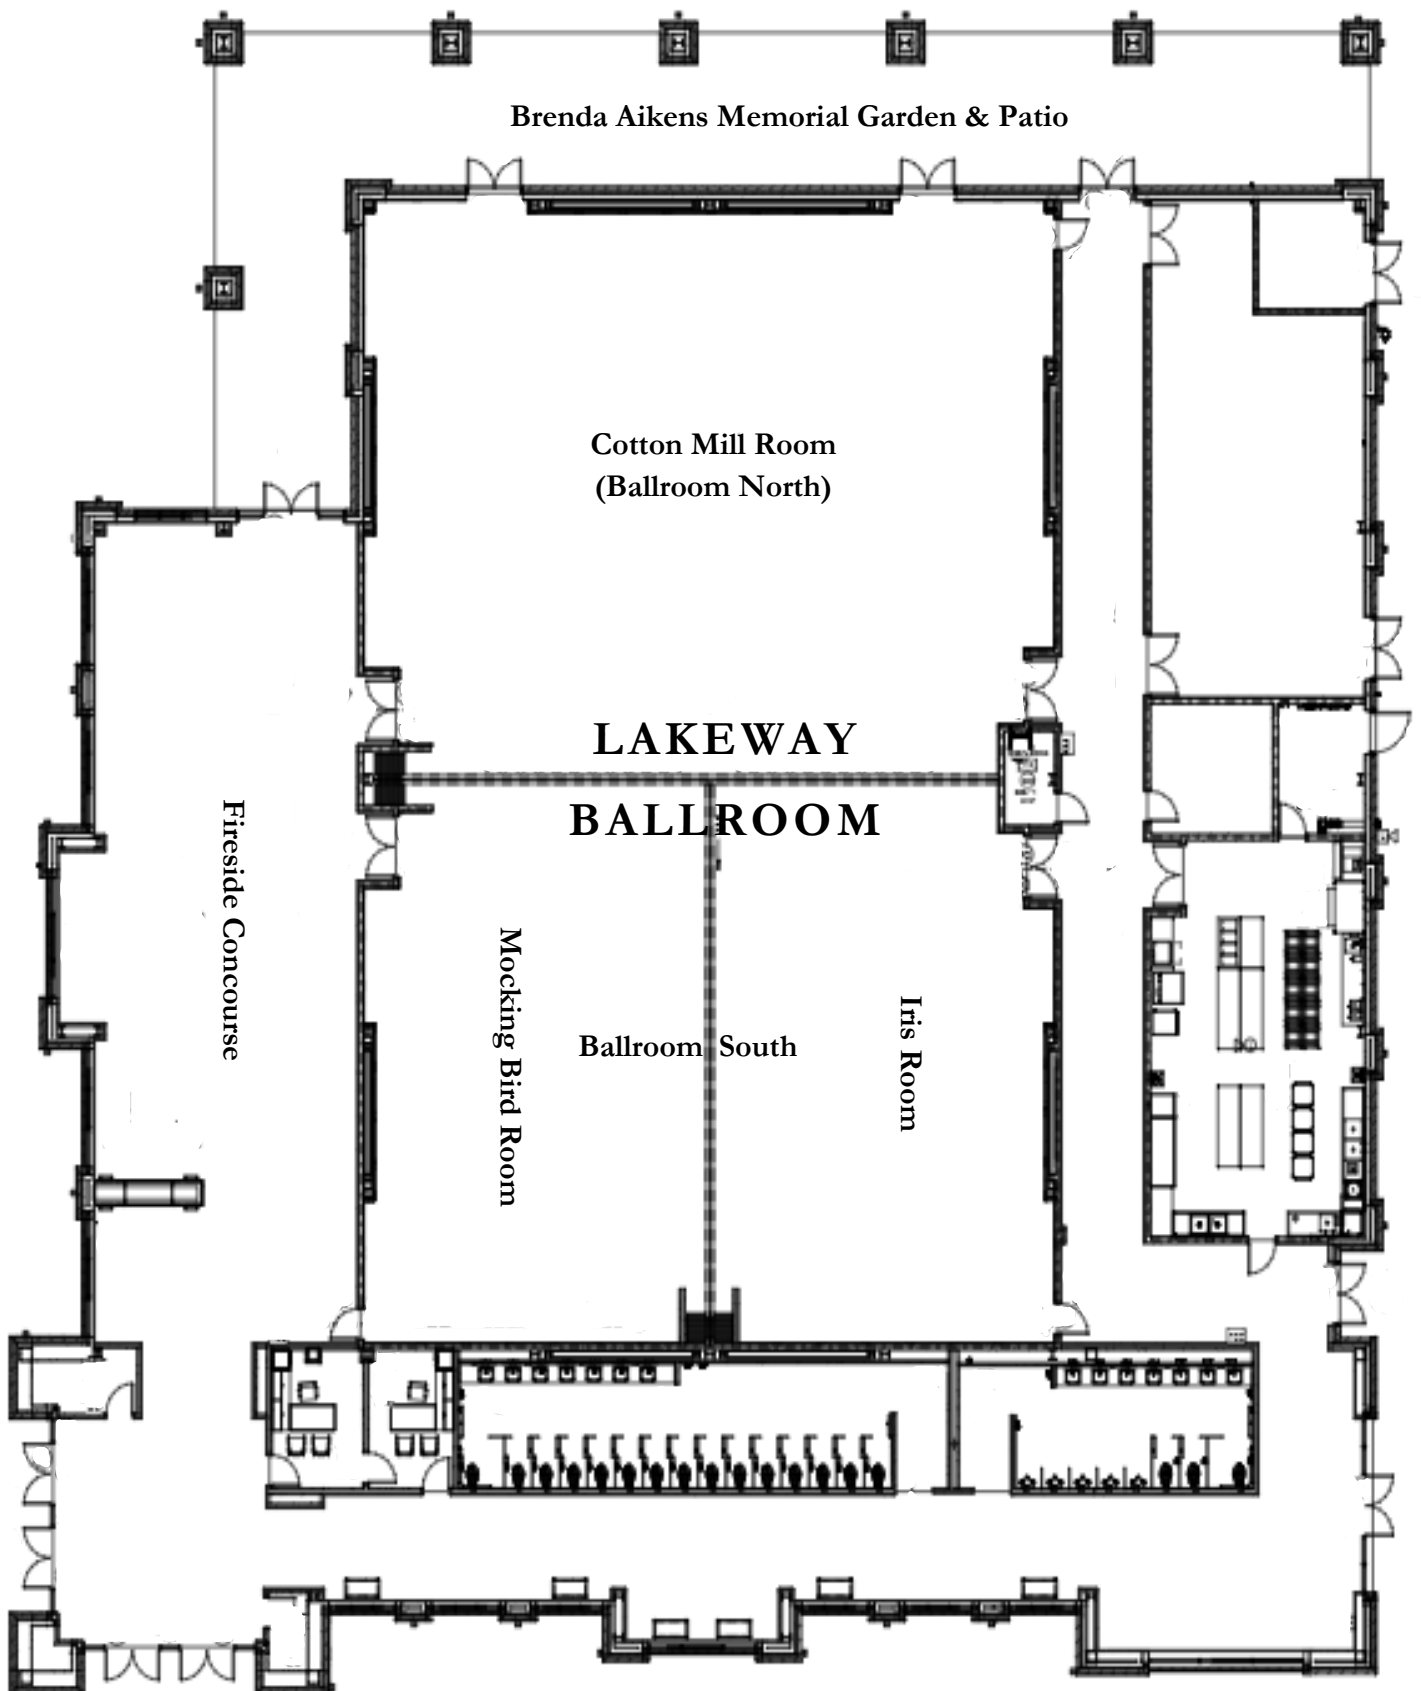 Brenda Aikens Memorial Garden & Patio
Cotton Mill Room
(Ballroom North)
LAKEWAY
BALLROOM
Fireside Concourse
Mocking Bird Room
Ballroom South
Iris Room